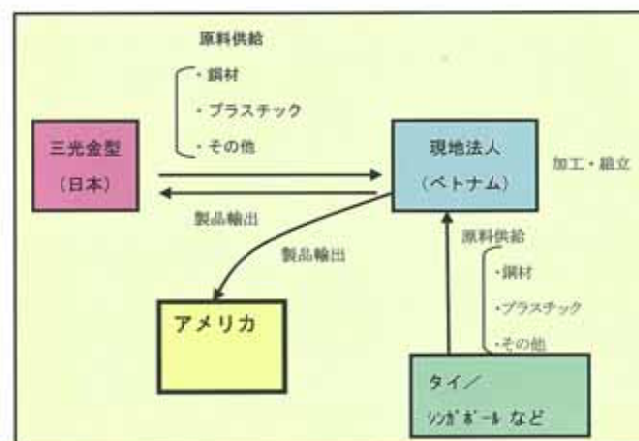 原料供給
・鋼材
・プラスチック
・その他
三光金型
(日本)
現地法人
(ベトナム)
加工・組立
製品輸出
製品輸出
原料供給
・鋼材
・プラスチック
・その他
アメリカ
タイ/
シンガポール など